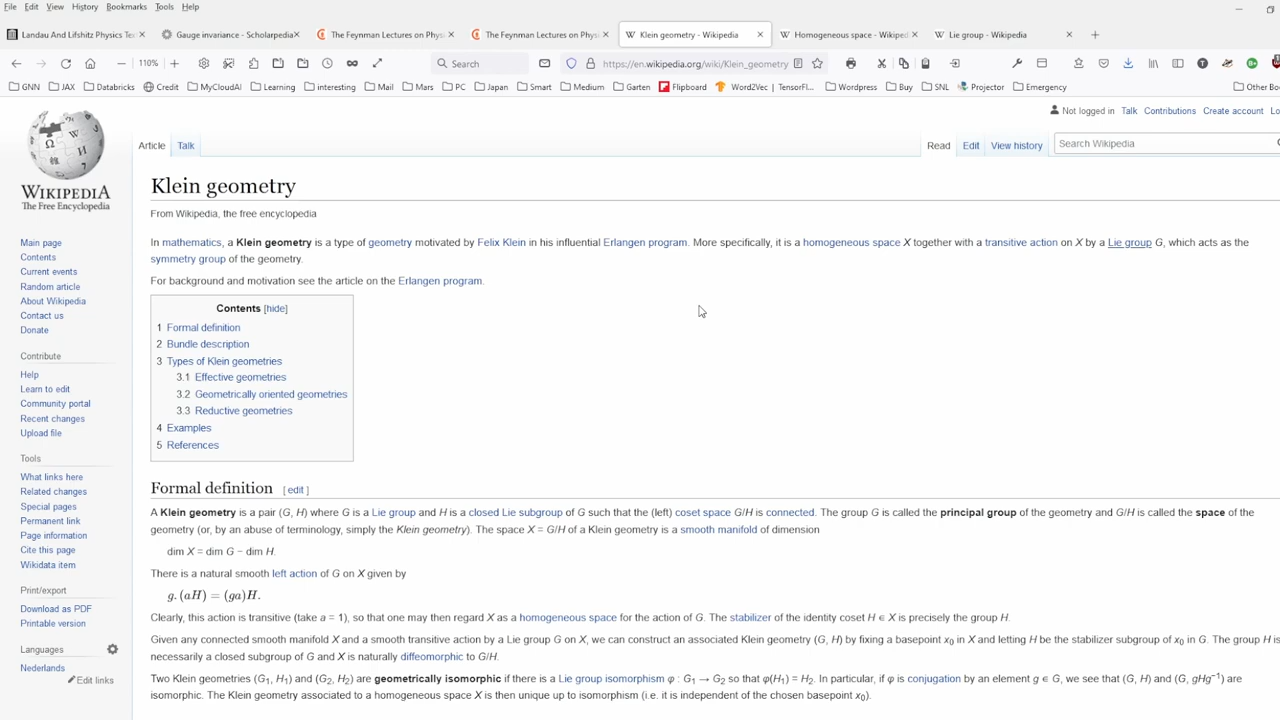 File Edit View History Bookmarks Tools Help
Landau And Lifshitz Physics Tex Gauge invariance - Scholarpedia The Feynman Lectures on Physi The Feynman Lectures on Physi Klein geometry - Wikipedia Homogeneous space - Wikipedi Lie group - Wikipedia
110% Search https://en.wikipedia.org/wiki/Klein_geometry
GNN JAX Databricks Credit MyCloudAI Learning interesting Mail Mars PC Japan Smart Medium Garten Flipboard Word2Vec | TensorFl... Wordpress Buy SNL Projector Emergency Other Bo
Not logged in Talk Contributions Create account Lo
Article Talk Read Edit View history Search Wikipedia
WIKIPEDIA
The Free Encyclopedia
Main page
Contents
Current events
Random article
About Wikipedia
Contact us
Donate
Contribute
Help
Learn to edit
Community portal
Recent changes
Upload file
Tools
What links here
Related changes
Special pages
Permanent link
Page information
Cite this page
Wikidata item
Print/export
Download as PDF
Printable version
Languages
Nederlands
Edit links
Klein geometry
From Wikipedia, the free encyclopedia
In mathematics, a Klein geometry is a type of geometry motivated by Felix Klein in his influential Erlangen program. More specifically, it is a homogeneous space X together with a transitive action on X by a Lie group G, which acts as the
symmetry group of the geometry.
For background and motivation see the article on the Erlangen program.
Contents [hide]
1 Formal definition
2 Bundle description
3 Types of Klein geometries
3.1 Effective geometries
3.2 Geometrically oriented geometries
3.3 Reductive geometries
4 Examples
5 References
Formal definition [ edit ]
A Klein geometry is a pair (G, H) where G is a Lie group and H is a closed Lie subgroup of G such that the (left) coset space G/H is connected. The group G is called the principal group of the geometry and G/H is called the space of the
geometry (or, by an abuse of terminology, simply the Klein geometry). The space X = G/H of a Klein geometry is a smooth manifold of dimension
dim X = dim G − dim H.
There is a natural smooth left action of G on X given by
g. (aH) = (ga)H.
Clearly, this action is transitive (take a = 1), so that one may then regard X as a homogeneous space for the action of G. The stabilizer of the identity coset H ∈ X is precisely the group H.
Given any connected smooth manifold X and a smooth transitive action by a Lie group G on X, we can construct an associated Klein geometry (G, H) by fixing a basepoint x₀ in X and letting H be the stabilizer subgroup of x₀ in G. The group H is
necessarily a closed subgroup of G and X is naturally diffeomorphic to G/H.
Two Klein geometries (G₁, H₁) and (G₂, H₂) are geometrically isomorphic if there is a Lie group isomorphism φ : G₁ → G₂ so that φ(H₁) = H₂. In particular, if φ is conjugation by an element g ∈ G, we see that (G, H) and (G, gHg⁻¹) are
isomorphic. The Klein geometry associated to a homogeneous space X is then unique up to isomorphism (i.e. it is independent of the chosen basepoint x₀).